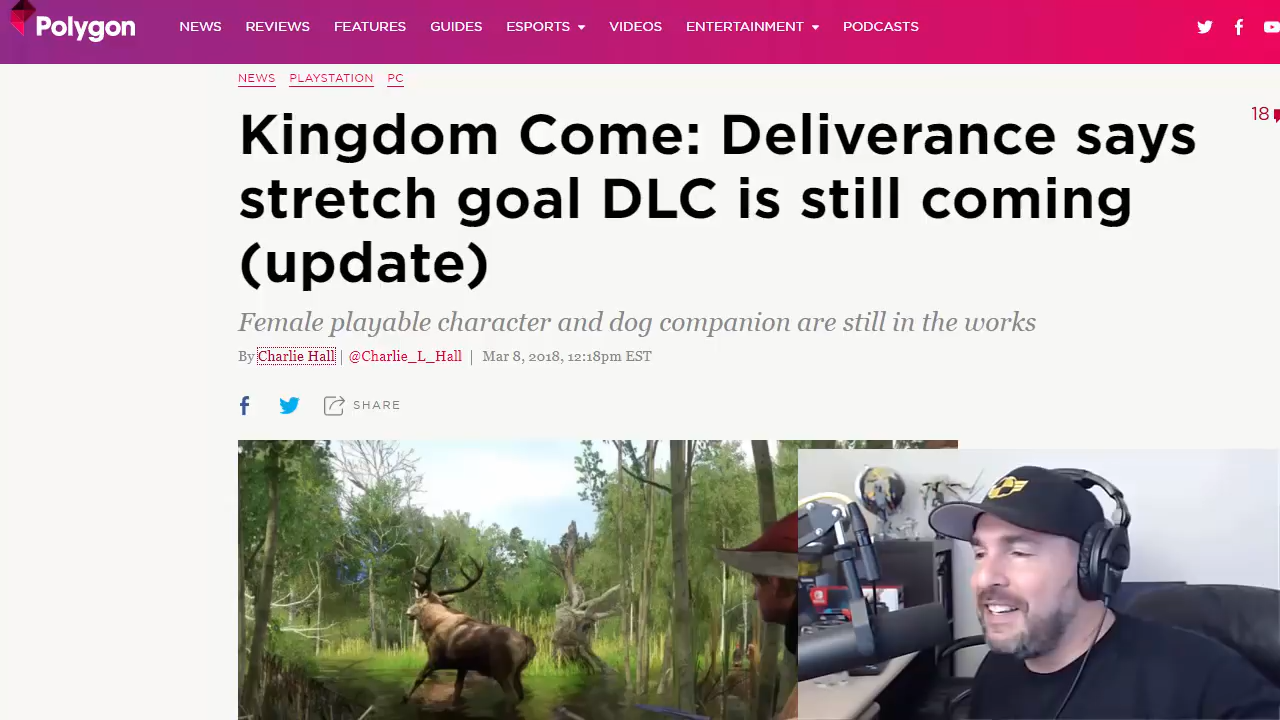 Polygon
NEWS REVIEWS FEATURES GUIDES ESPORTS VIDEOS ENTERTAINMENT PODCASTS
NEWS PLAYSTATION PC
18
Kingdom Come: Deliverance says
stretch goal DLC is still coming
(update)
Female playable character and dog companion are still in the works
By Charlie Hall | @Charlie_L_Hall | Mar 8, 2018, 12:18pm EST
SHARE